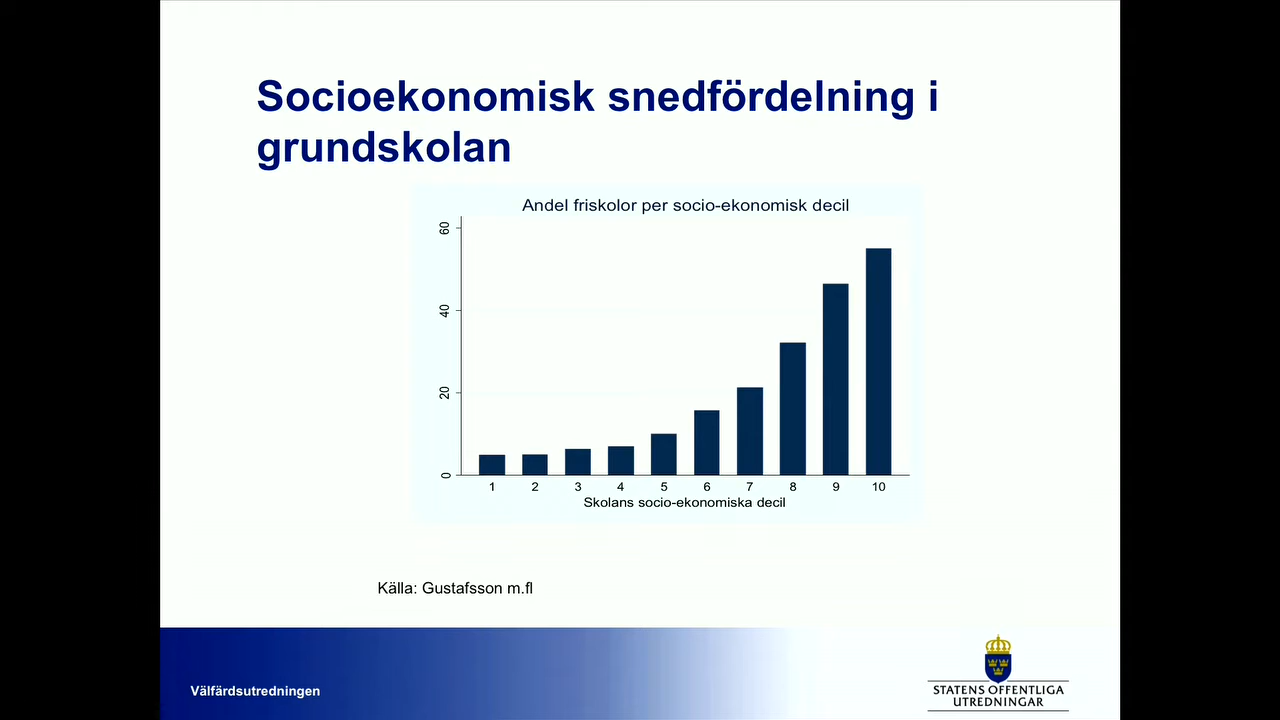 Socioekonomisk snedfördelning i
grundskolan
Andel friskolor per socio-ekonomisk decil
60
40
20
0
1 2 3 4 5 6 7 8 9 10
Skolans socio-ekonomiska decil
Källa: Gustafsson m.fl
Välfärdsutredningen
STATENS OFFENTLIGA
UTREDNINGAR